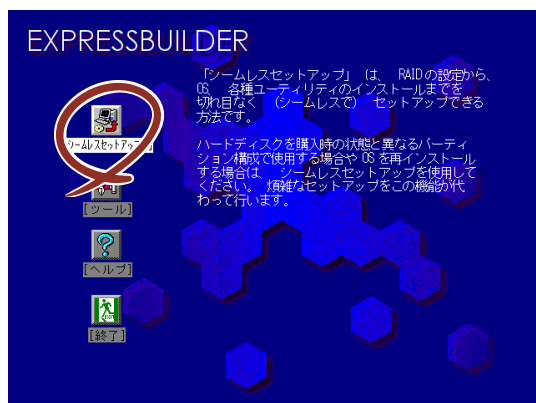 EXPRESSBUILDER
「シームレスセットアップ」 は、 RAIDの設定から、
OS、 各種ユーティリティのインストールまでを
切れ目なく (シームレスで) セットアップできる
方法です。
ハードディスクを購入時の状態と異なるパーティ
ション構成で使用する場合や OS を再インストール
する場合は、 シームレスセットアップを使用して
ください。 煩雑なセットアップをこの機能が代
わって行います。
シームレスセットアップ
[ツール]
[ヘルプ]
[終了]